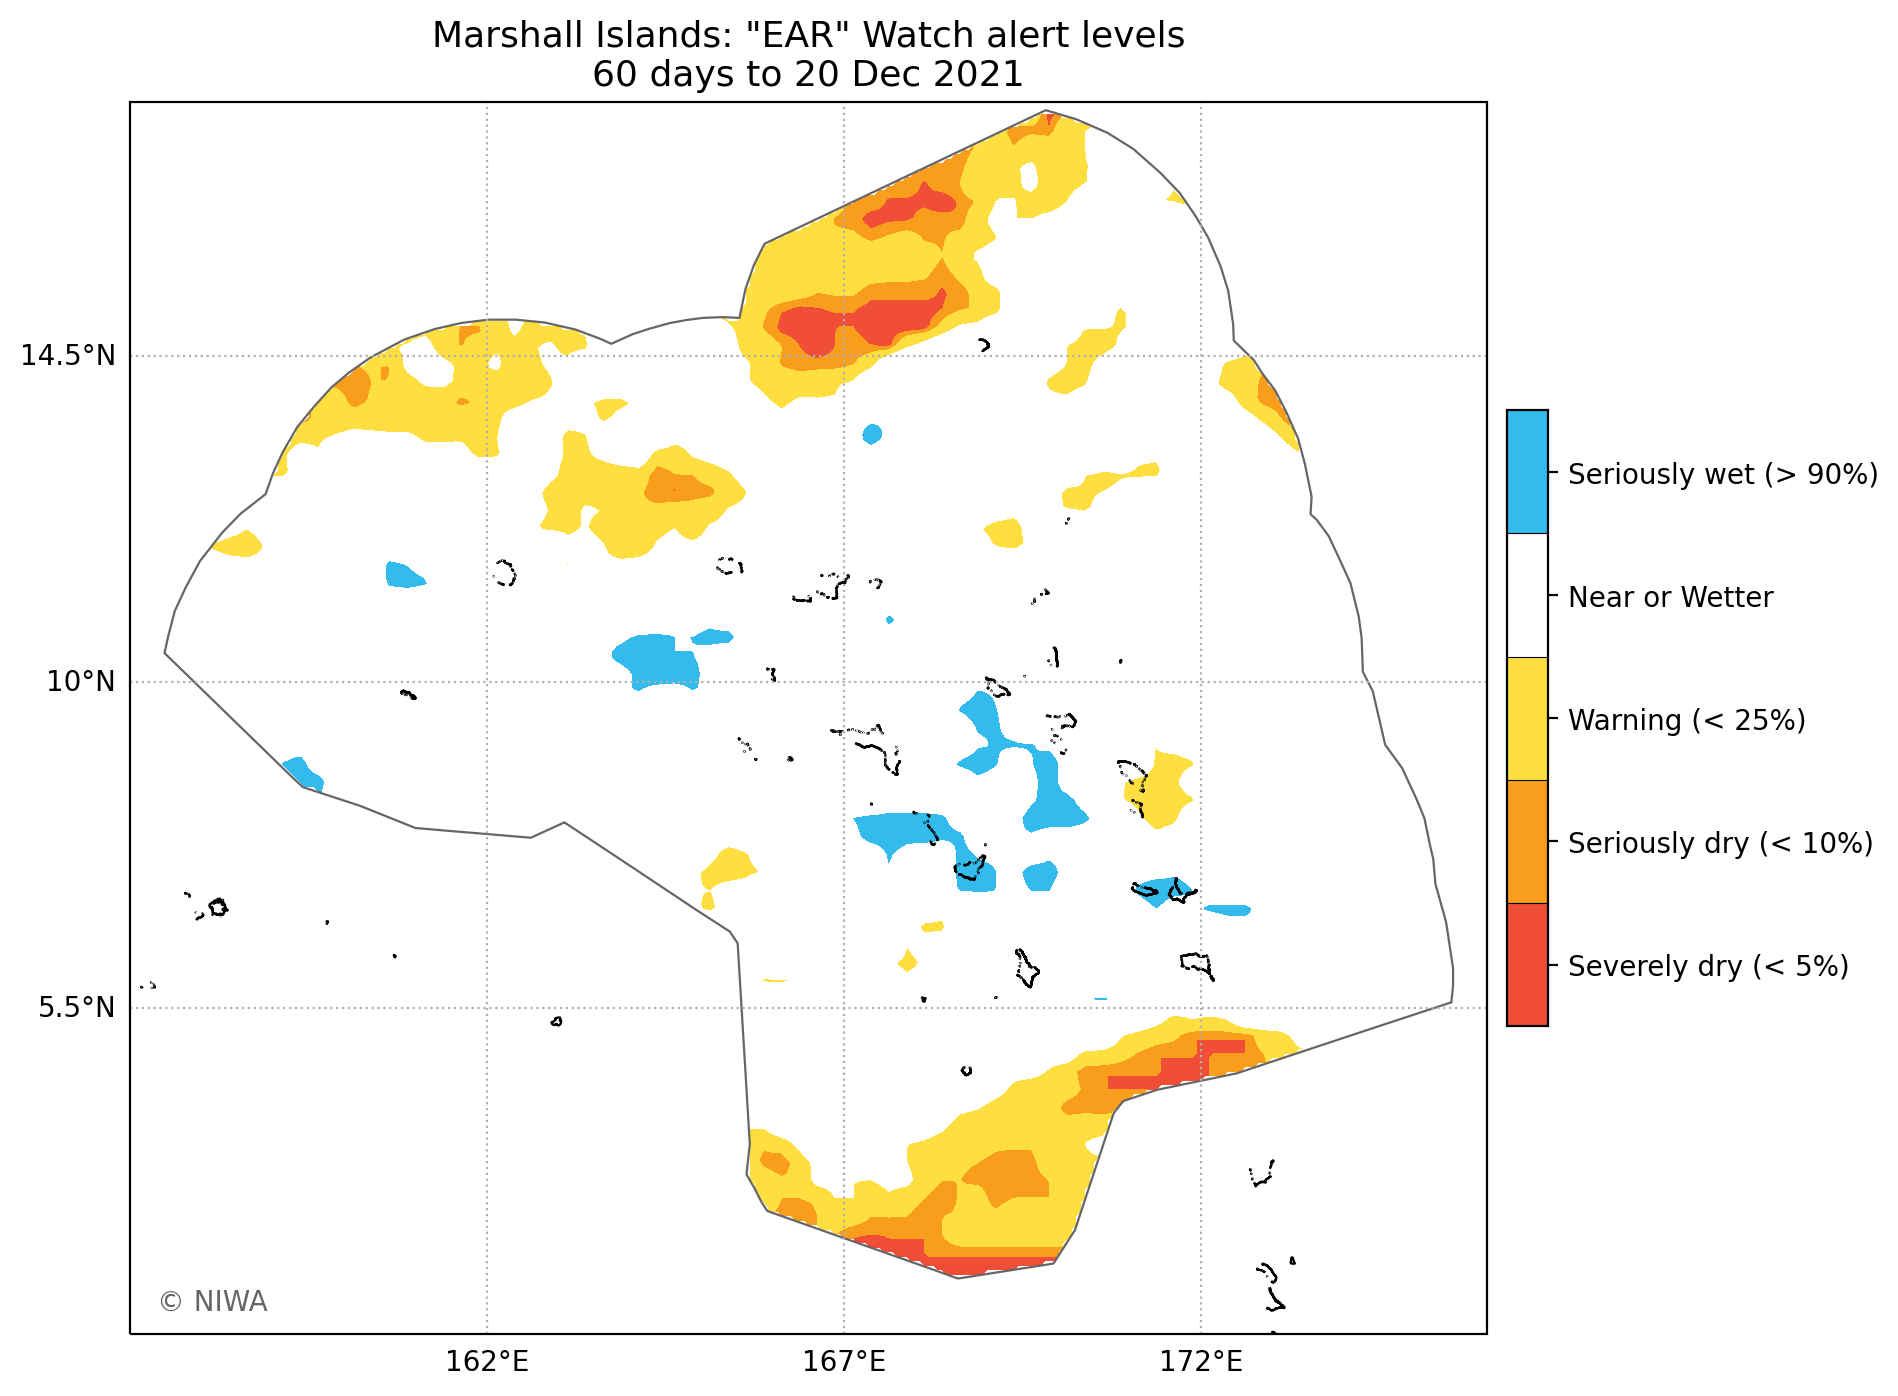 Marshall Islands: "EAR" Watch alert levels
60 days to 20 Dec 2021
14.5°N
10°N
5.5°N
162°E
167°E
172°E
© NIWA
Seriously wet (> 90%)
Near or Wetter
Warning (< 25%)
Seriously dry (< 10%)
Severely dry (< 5%)